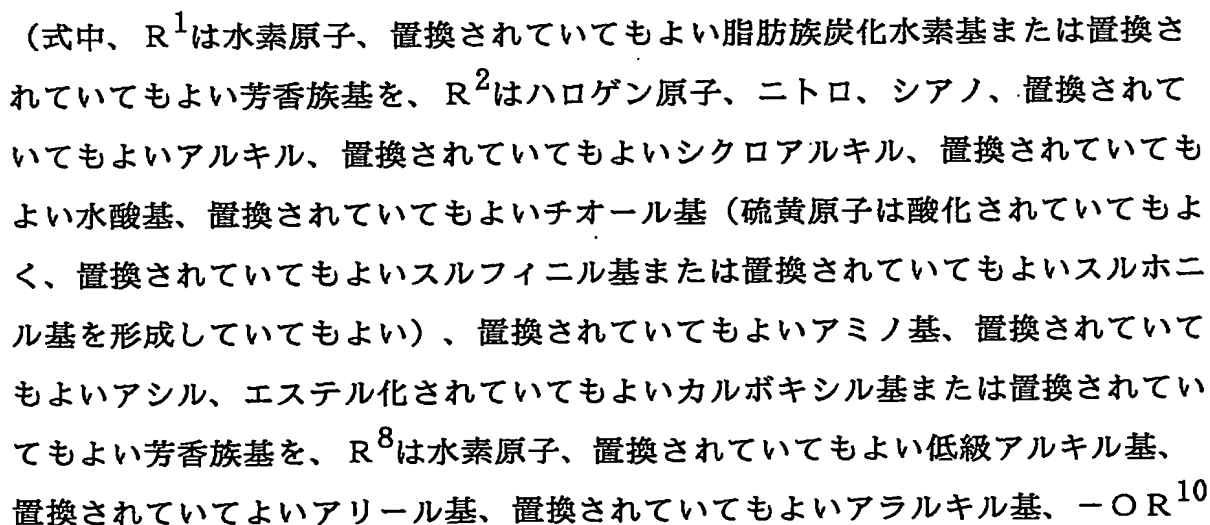 （式中、R¹は水素原子、置換されていてもよい脂肪族炭化水素基または置換さ
れていてもよい芳香族基を、R²はハロゲン原子、ニトロ、シアノ、置換されて
いてもよいアルキル、置換されていてもよいシクロアルキル、置換されていても
よい水酸基、置換されていてもよいチオール基（硫黄原子は酸化されていてもよ
く、置換されていてもよいスルフィニル基または置換されていてもよいスルホニ
ル基を形成していてもよい）、置換されていてもよいアミノ基、置換されていて
もよいアシル、エステル化されていてもよいカルボキシル基または置換されてい
てもよい芳香族基を、R⁸は水素原子、置換されていてもよい低級アルキル基、
置換されていてよいアリール基、置換されていてもよいアラルキル基、－ＯR¹⁰